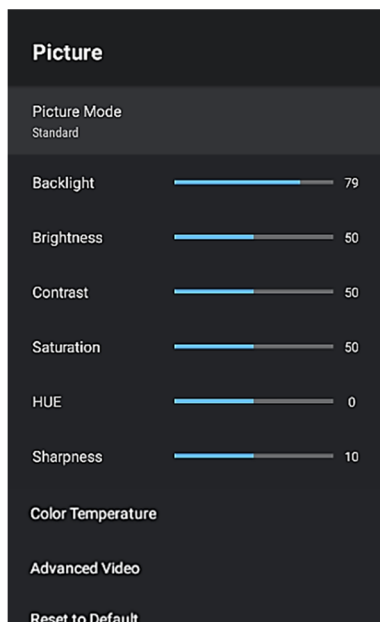 Picture
Picture Mode
Standard
Backlight 79
Brightness 50
Contrast 50
Saturation 50
HUE 0
Sharpness 10
Color Temperature
Advanced Video
Reset to Default